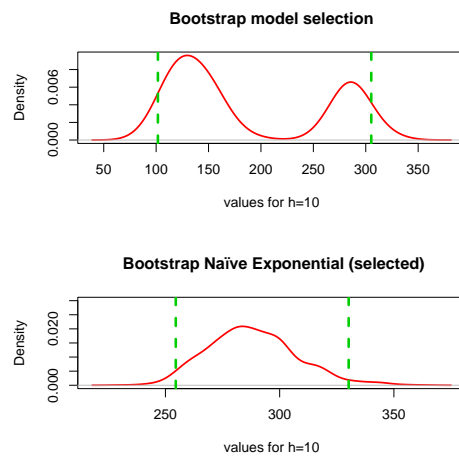 Bootstrap model selection
Density
0.000
0.006
50 100 150 200 250 300 350
values for h=10
Bootstrap Naïve Exponential (selected)
Density
0.000
0.020
250 300 350
values for h=10